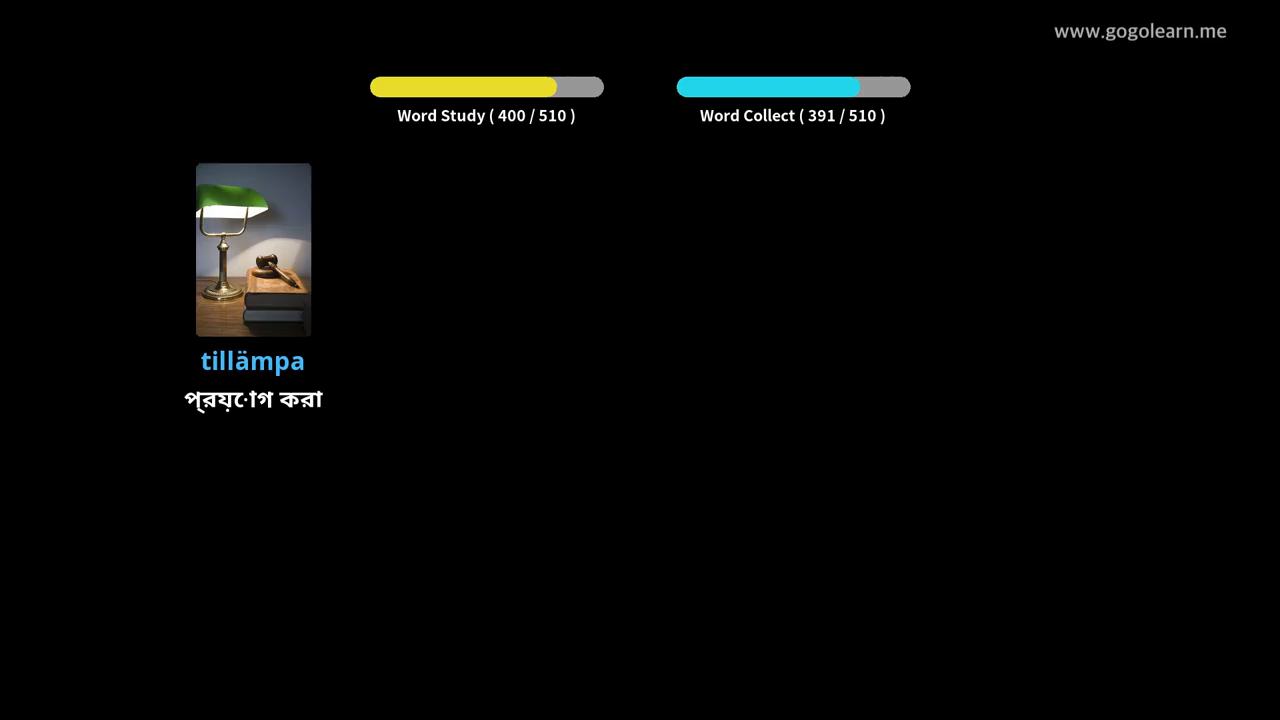 www.gogolearn.me
Word Study ( 400 / 510 )
Word Collect ( 391 / 510 )
tillämpa
প্রয়োগ করা